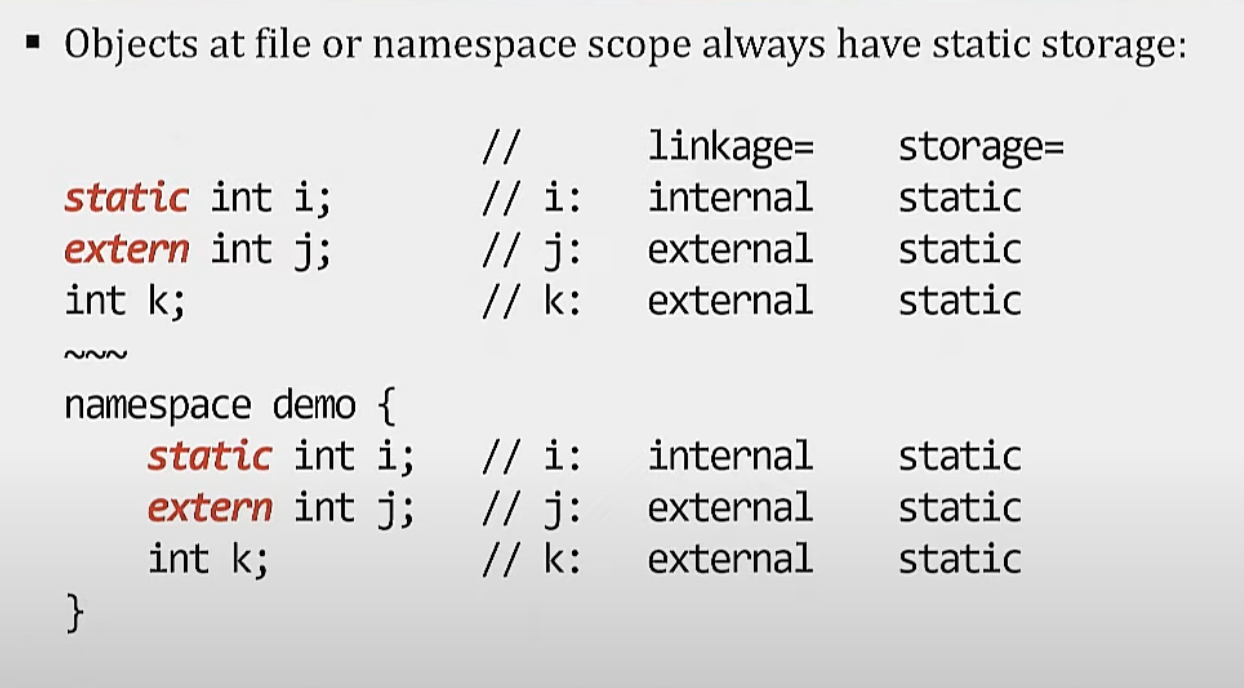 ▪ Objects at file or namespace scope always have static storage:
// linkage= storage=
static int i; // i: internal static
extern int j; // j: external static
int k; // k: external static
~~~
namespace demo {
static int i; // i: internal static
extern int j; // j: external static
int k; // k: external static
}